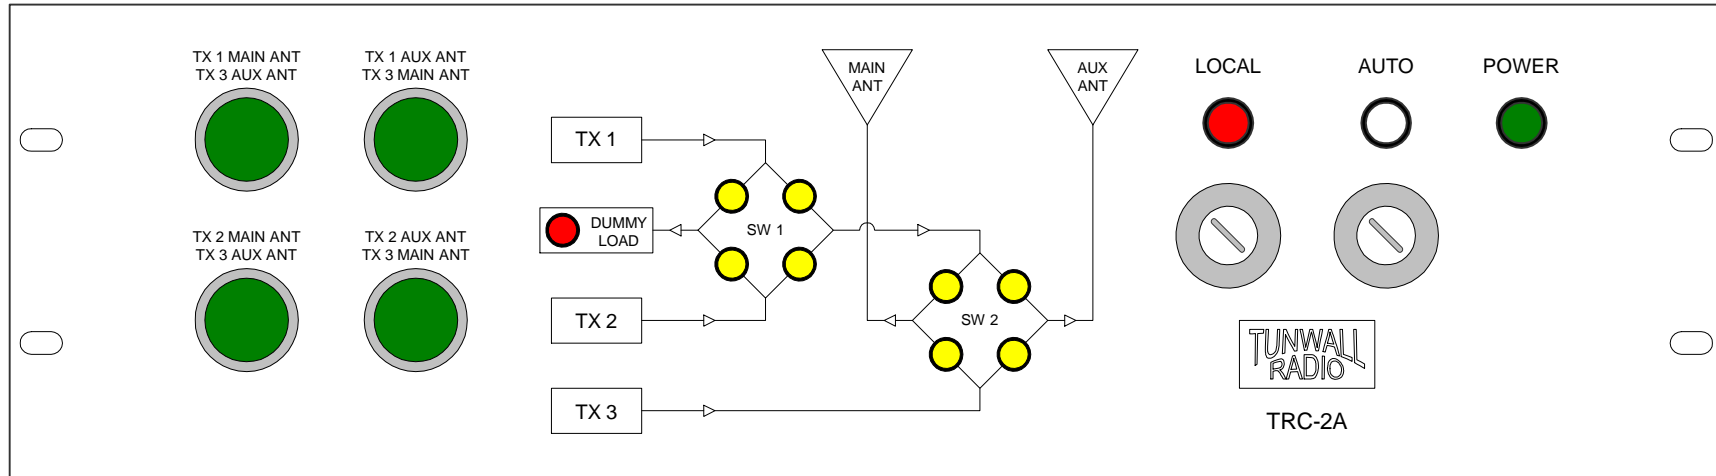 TX 1 MAIN ANT
TX 3 AUX ANT
TX 1 AUX ANT
TX 3 MAIN ANT
TX 2 MAIN ANT
TX 3 AUX ANT
TX 2 AUX ANT
TX 3 MAIN ANT
MAIN
ANT
AUX
ANT
TX 1
DUMMY
LOAD
SW 1
TX 2
SW 2
TX 3
LOCAL
AUTO
POWER
TUNWALL
RADIO
TRC-2A